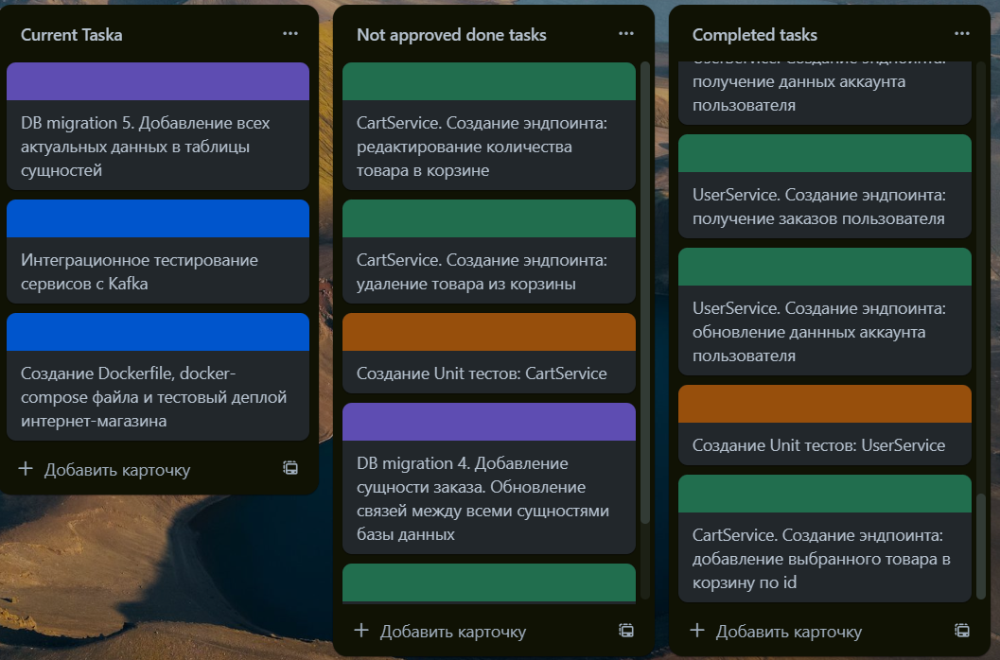 Current Taska
DB migration 5. Добавление всех
актуальных данных в таблицы
сущностей
Интеграционное тестирование
сервисов с Kafka
Создание Dockerfile, docker-
compose файла и тестовый деплой
интернет-магазина
Добавить карточку
Not approved done tasks
CartService. Создание эндпоинта:
редактирование количества
товара в корзине
CartService. Создание эндпоинта:
удаление товара из корзины
Создание Unit тестов: CartService
DB migration 4. Добавление
сущности заказа. Обновление
связей между всеми сущностями
базы данных
Добавить карточку
Completed tasks
UserService. Создание эндпоинта:
получение данных аккаунта
пользователя
UserService. Создание эндпоинта:
получение заказов пользователя
UserService. Создание эндпоинта:
обновление даннных аккаунта
пользователя
Создание Unit тестов: UserService
CartService. Создание эндпоинта:
добавление выбранного товара в
корзину по id
Добавить карточку